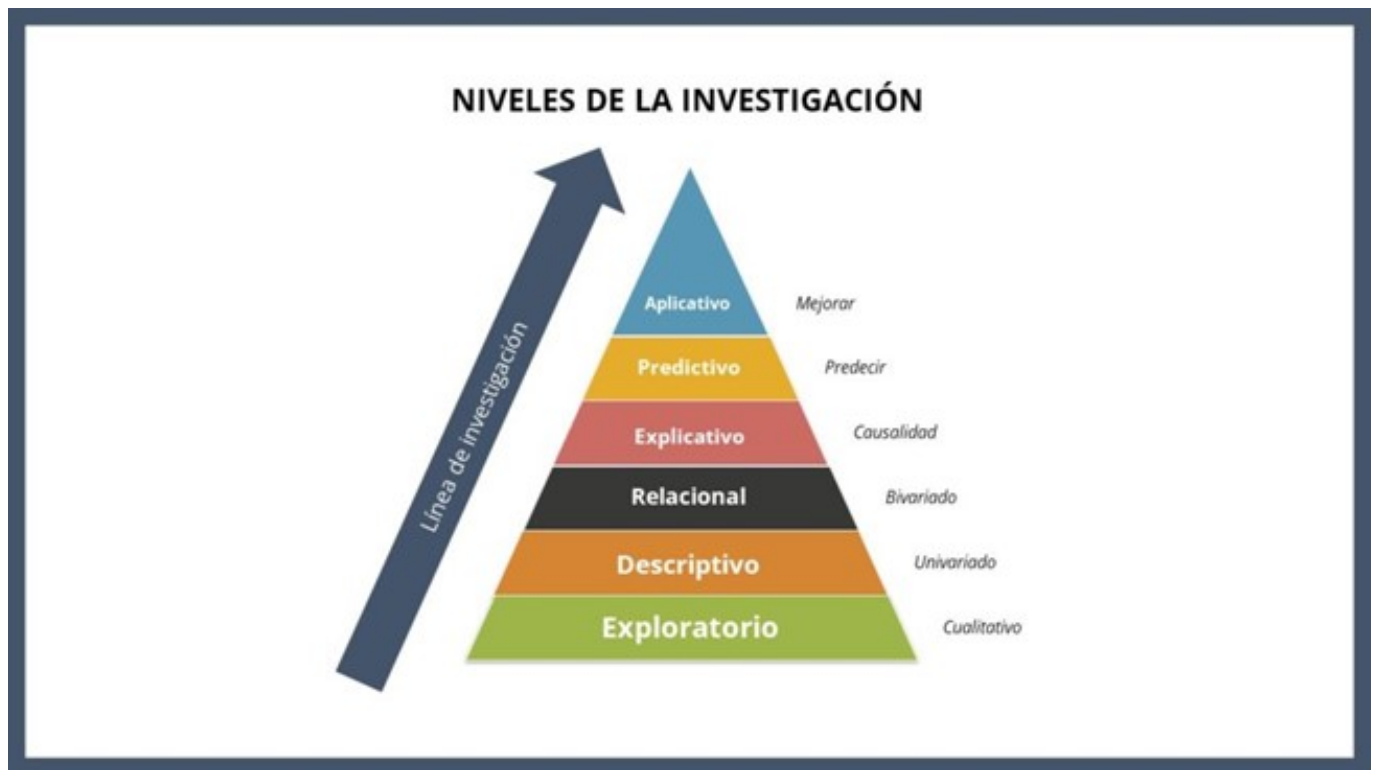 NIVELES DE LA INVESTIGACIÓN
Línea de investigación
Aplicativo
Mejorar
Predictivo
Predecir
Explicativo
Causalidad
Relacional
Bivariado
Descriptivo
Univariado
Exploratorio
Cualitativo